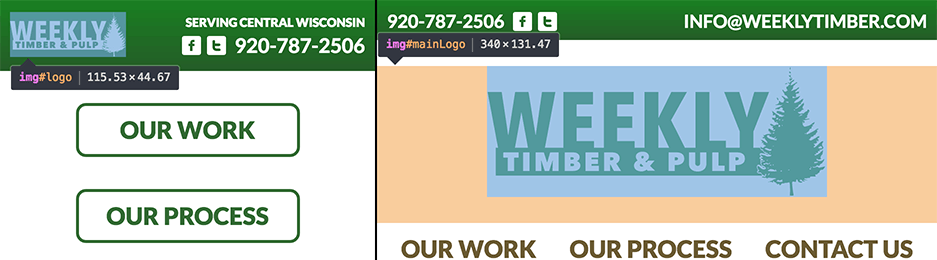 WEEKLY
TIMBER & PULP
SERVING CENTRAL WISCONSIN
920-787-2506
img#logo | 115.53 × 44.67
OUR WORK
OUR PROCESS
920-787-2506
INFO@WEEKLYTIMBER.COM
img#mainLogo | 340 × 131.47
WEEKLY
TIMBER & PULP
OUR WORK OUR PROCESS CONTACT US